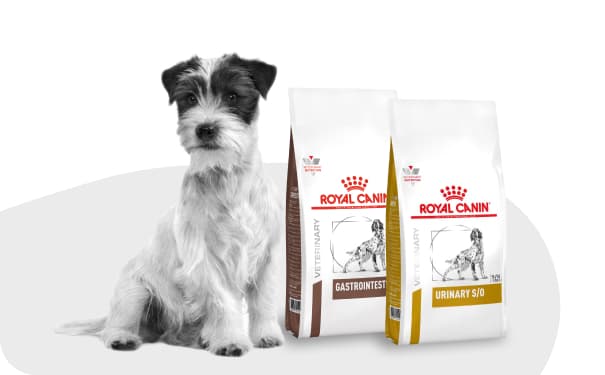 ROYAL CANIN
VETERINARY
GASTROINTEST
ROYAL CANIN
VETERINARY
URINARY S/O